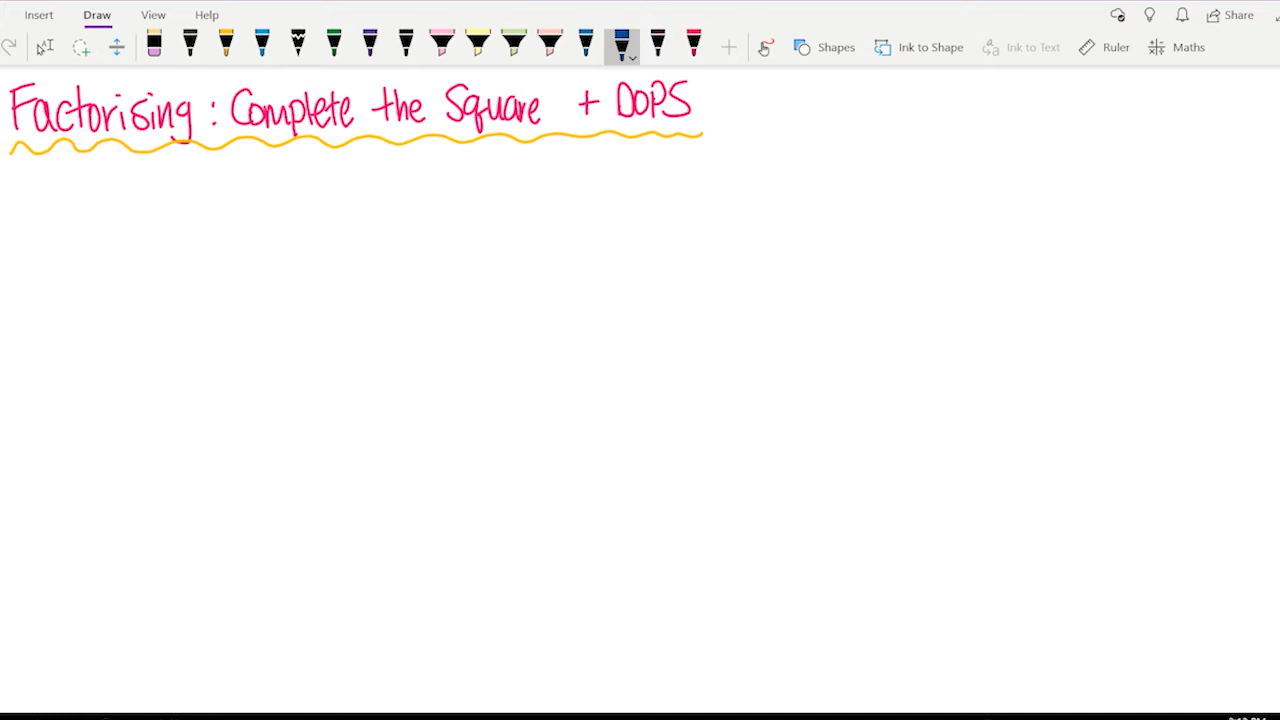 Insert Draw View Help Share
Shapes Ink to Shape Ink to Text Ruler Maths
Factorising : Complete the Square + DOPS